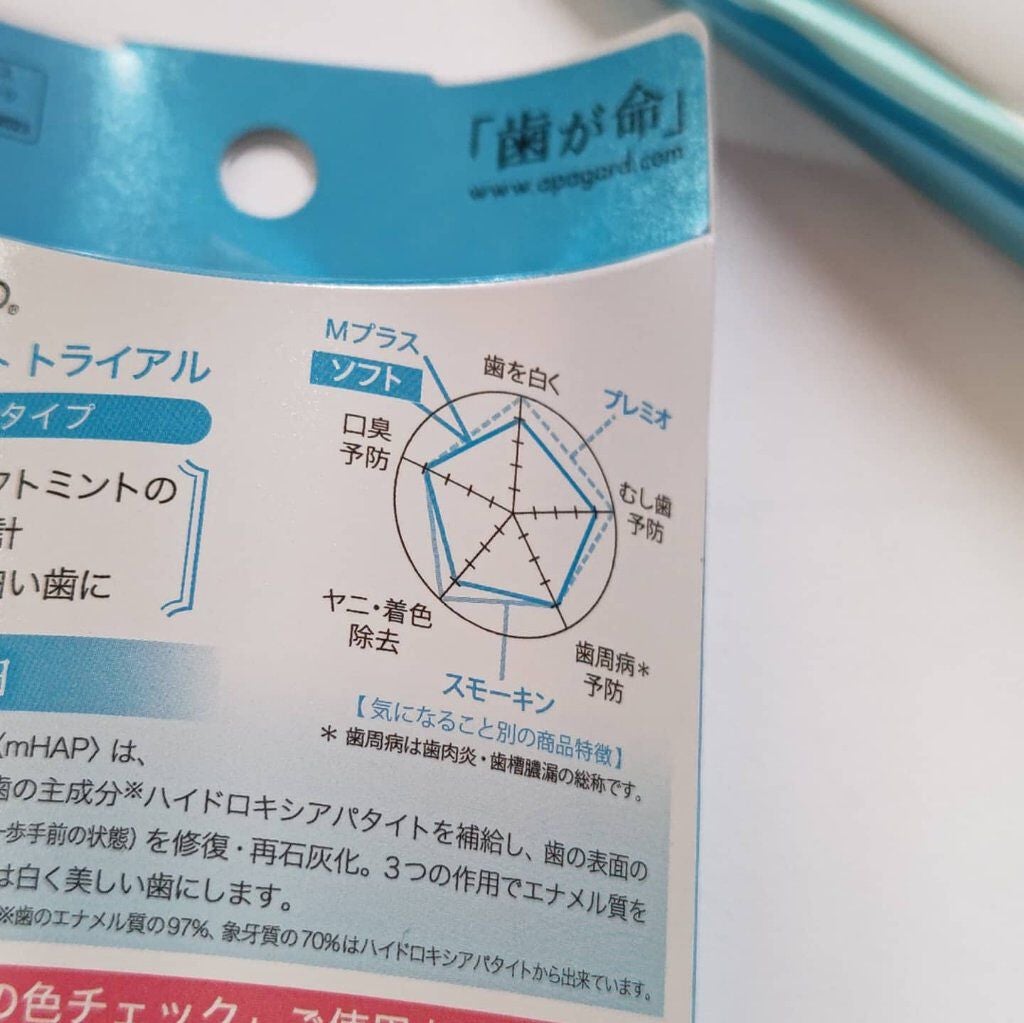 「歯が命」
www.apagard.com
トライアル
タイプ
フトミントの
計
白い歯に
Mプラス
ソフト
歯を白く
プレミオ
口臭
予防
むし歯
予防
ヤニ・着色
除去
歯周病*
予防
スモーキン
【気になること別の商品特徴】
* 歯周病は歯肉炎・歯槽膿漏の総称です。
〈mHAP〉は、
歯の主成分※ハイドロキシアパタイトを補給し、歯の表面の
一歩手前の状態）を修復・再石灰化。3つの作用でエナメル質を
は白く美しい歯にします。
※歯のエナメル質の97%、象牙質の70%はハイドロキシアパタイトから出来ています。
の色チェック